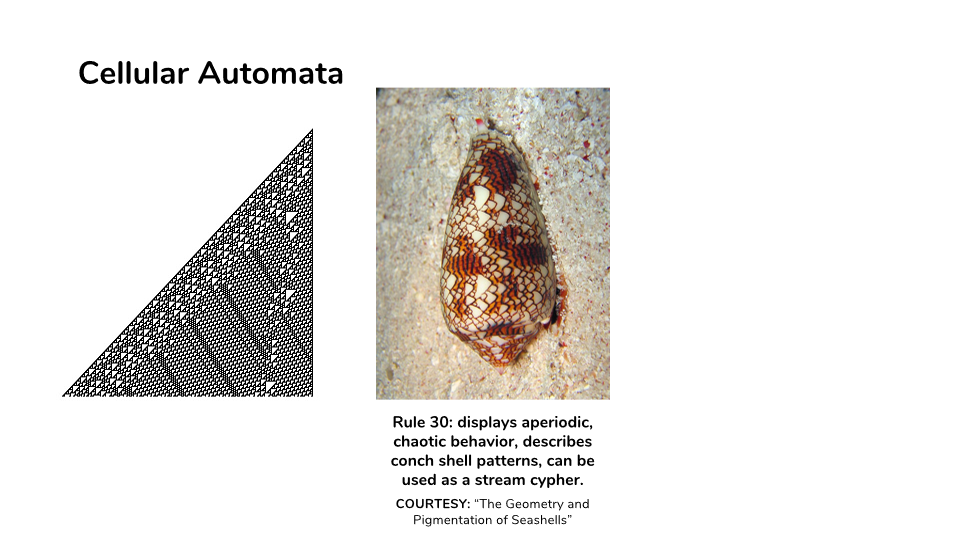 Cellular Automata
Rule 30: displays aperiodic,
chaotic behavior, describes
conch shell patterns, can be
used as a stream cypher.
COURTESY: “The Geometry and
Pigmentation of Seashells”